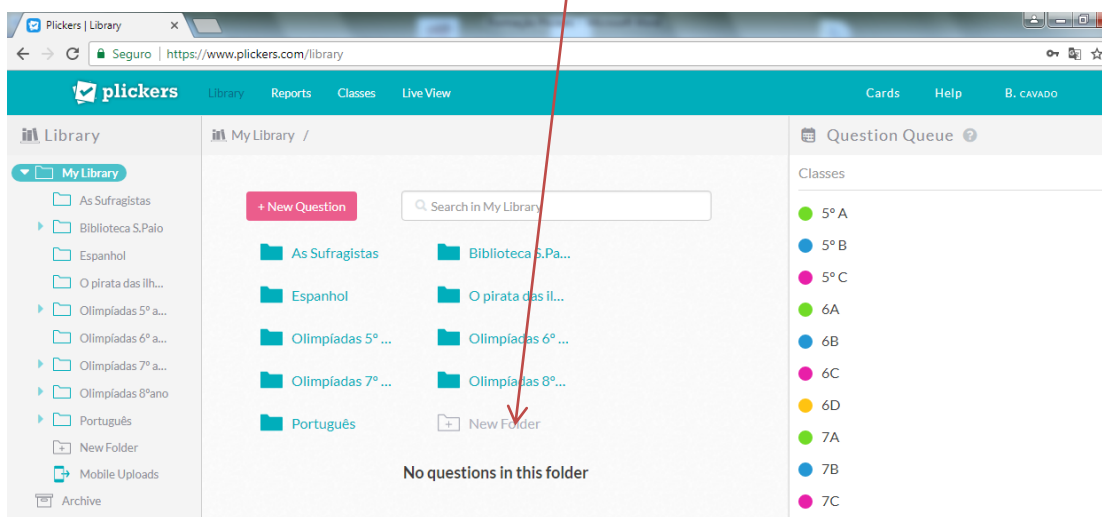 Plickers | Library
Seguro | https://www.plickers.com/library
plickers Library Reports Classes Live View Cards Help B. CAVADO
Library
My Library
As Sufragistas
Biblioteca S.Paio
Espanhol
O pirata das ilh...
Olimpíadas 5º a...
Olimpíadas 6º a...
Olimpíadas 7º a...
Olimpíadas 8ºano
Português
New Folder
Mobile Uploads
Archive
My Library /
+ New Question
Search in My Library
As Sufragistas Biblioteca S.Pa...
Espanhol O pirata das il...
Olimpíadas 5º ... Olimpíadas 6º ...
Olimpíadas 7º ... Olimpíadas 8º...
Português New Folder
No questions in this folder
Question Queue ?
Classes
5º A
5º B
5º C
6A
6B
6C
6D
7A
7B
7C